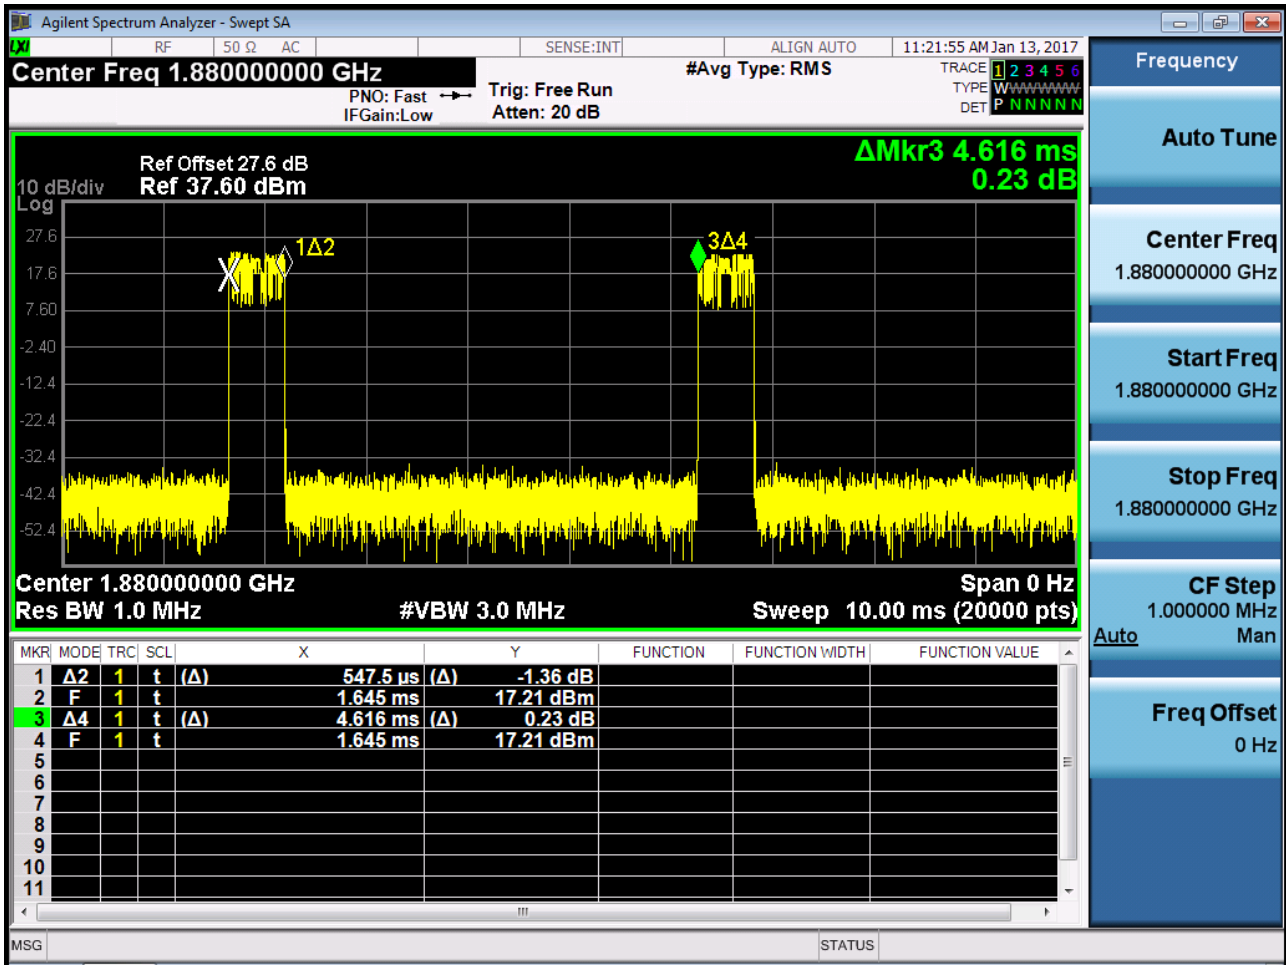 Agilent Spectrum Analyzer - Swept SA
LXI RF 50 Ω AC SENSE:INT ALIGN AUTO 11:21:55 AM Jan 13, 2017
Center Freq 1.880000000 GHz
PNO: Fast
IFGain:Low
Trig: Free Run
Atten: 20 dB
#Avg Type: RMS
TRACE 1 2 3 4 5 6
TYPE WWWWWW
DET P N N N N N
ΔMkr3 4.616 ms
0.23 dB
Ref Offset 27.6 dB
10 dB/div Ref 37.60 dBm
Log
27.6
17.6
7.60
-2.40
-12.4
-22.4
-32.4
-42.4
-52.4
1Δ2
3Δ4
Center 1.880000000 GHz Span 0 Hz
Res BW 1.0 MHz #VBW 3.0 MHz Sweep 10.00 ms (20000 pts)
MKR MODE TRC SCL X Y FUNCTION FUNCTION WIDTH FUNCTION VALUE
1 Δ2 1 t (Δ) 547.5 µs (Δ) -1.36 dB
2 F 1 t 1.645 ms 17.21 dBm
3 Δ4 1 t (Δ) 4.616 ms (Δ) 0.23 dB
4 F 1 t 1.645 ms 17.21 dBm
5
6
7
8
9
10
11
MSG STATUS
Frequency
Auto Tune
Center Freq
1.880000000 GHz
Start Freq
1.880000000 GHz
Stop Freq
1.880000000 GHz
CF Step
1.000000 MHz
Auto Man
Freq Offset
0 Hz